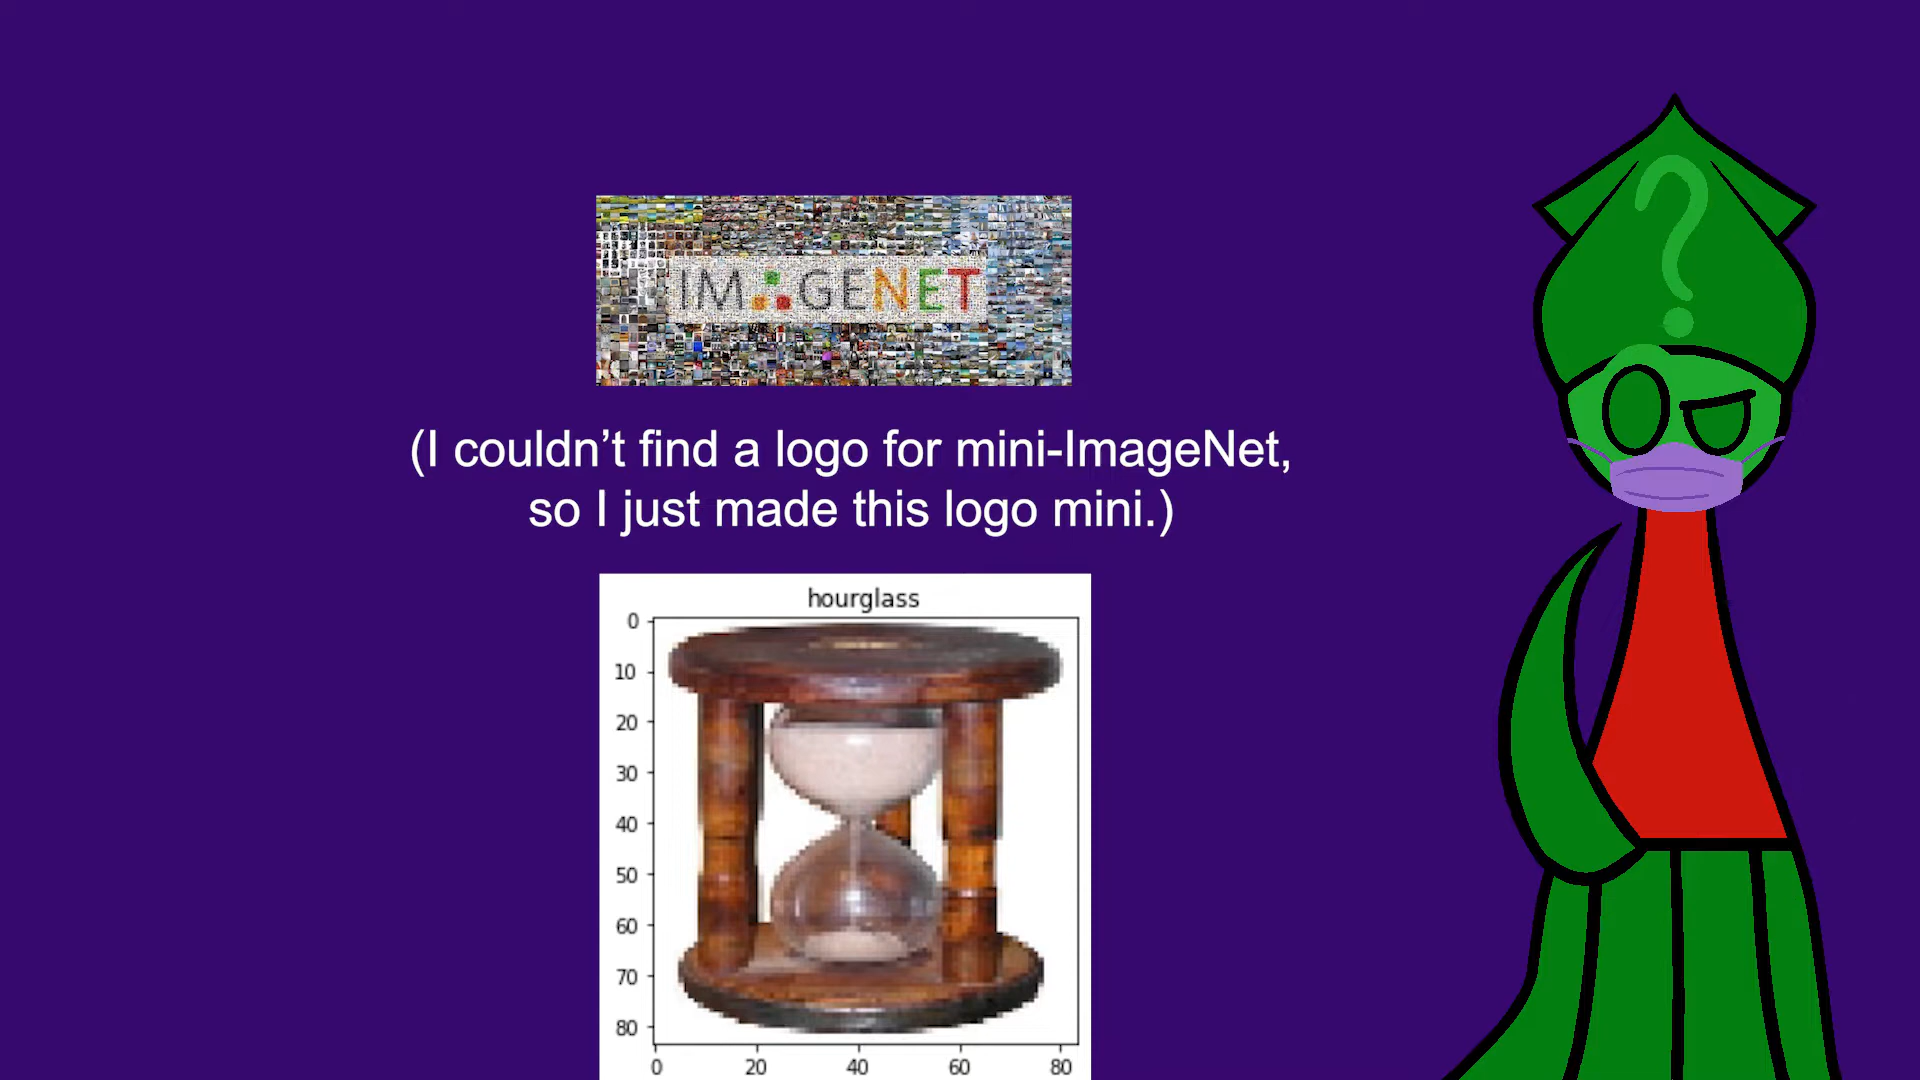 IMAGENET
(I couldn’t find a logo for mini-ImageNet,
so I just made this logo mini.)
hourglass
0
10
20
30
40
50
60
70
80
0 20 40 60 80
?